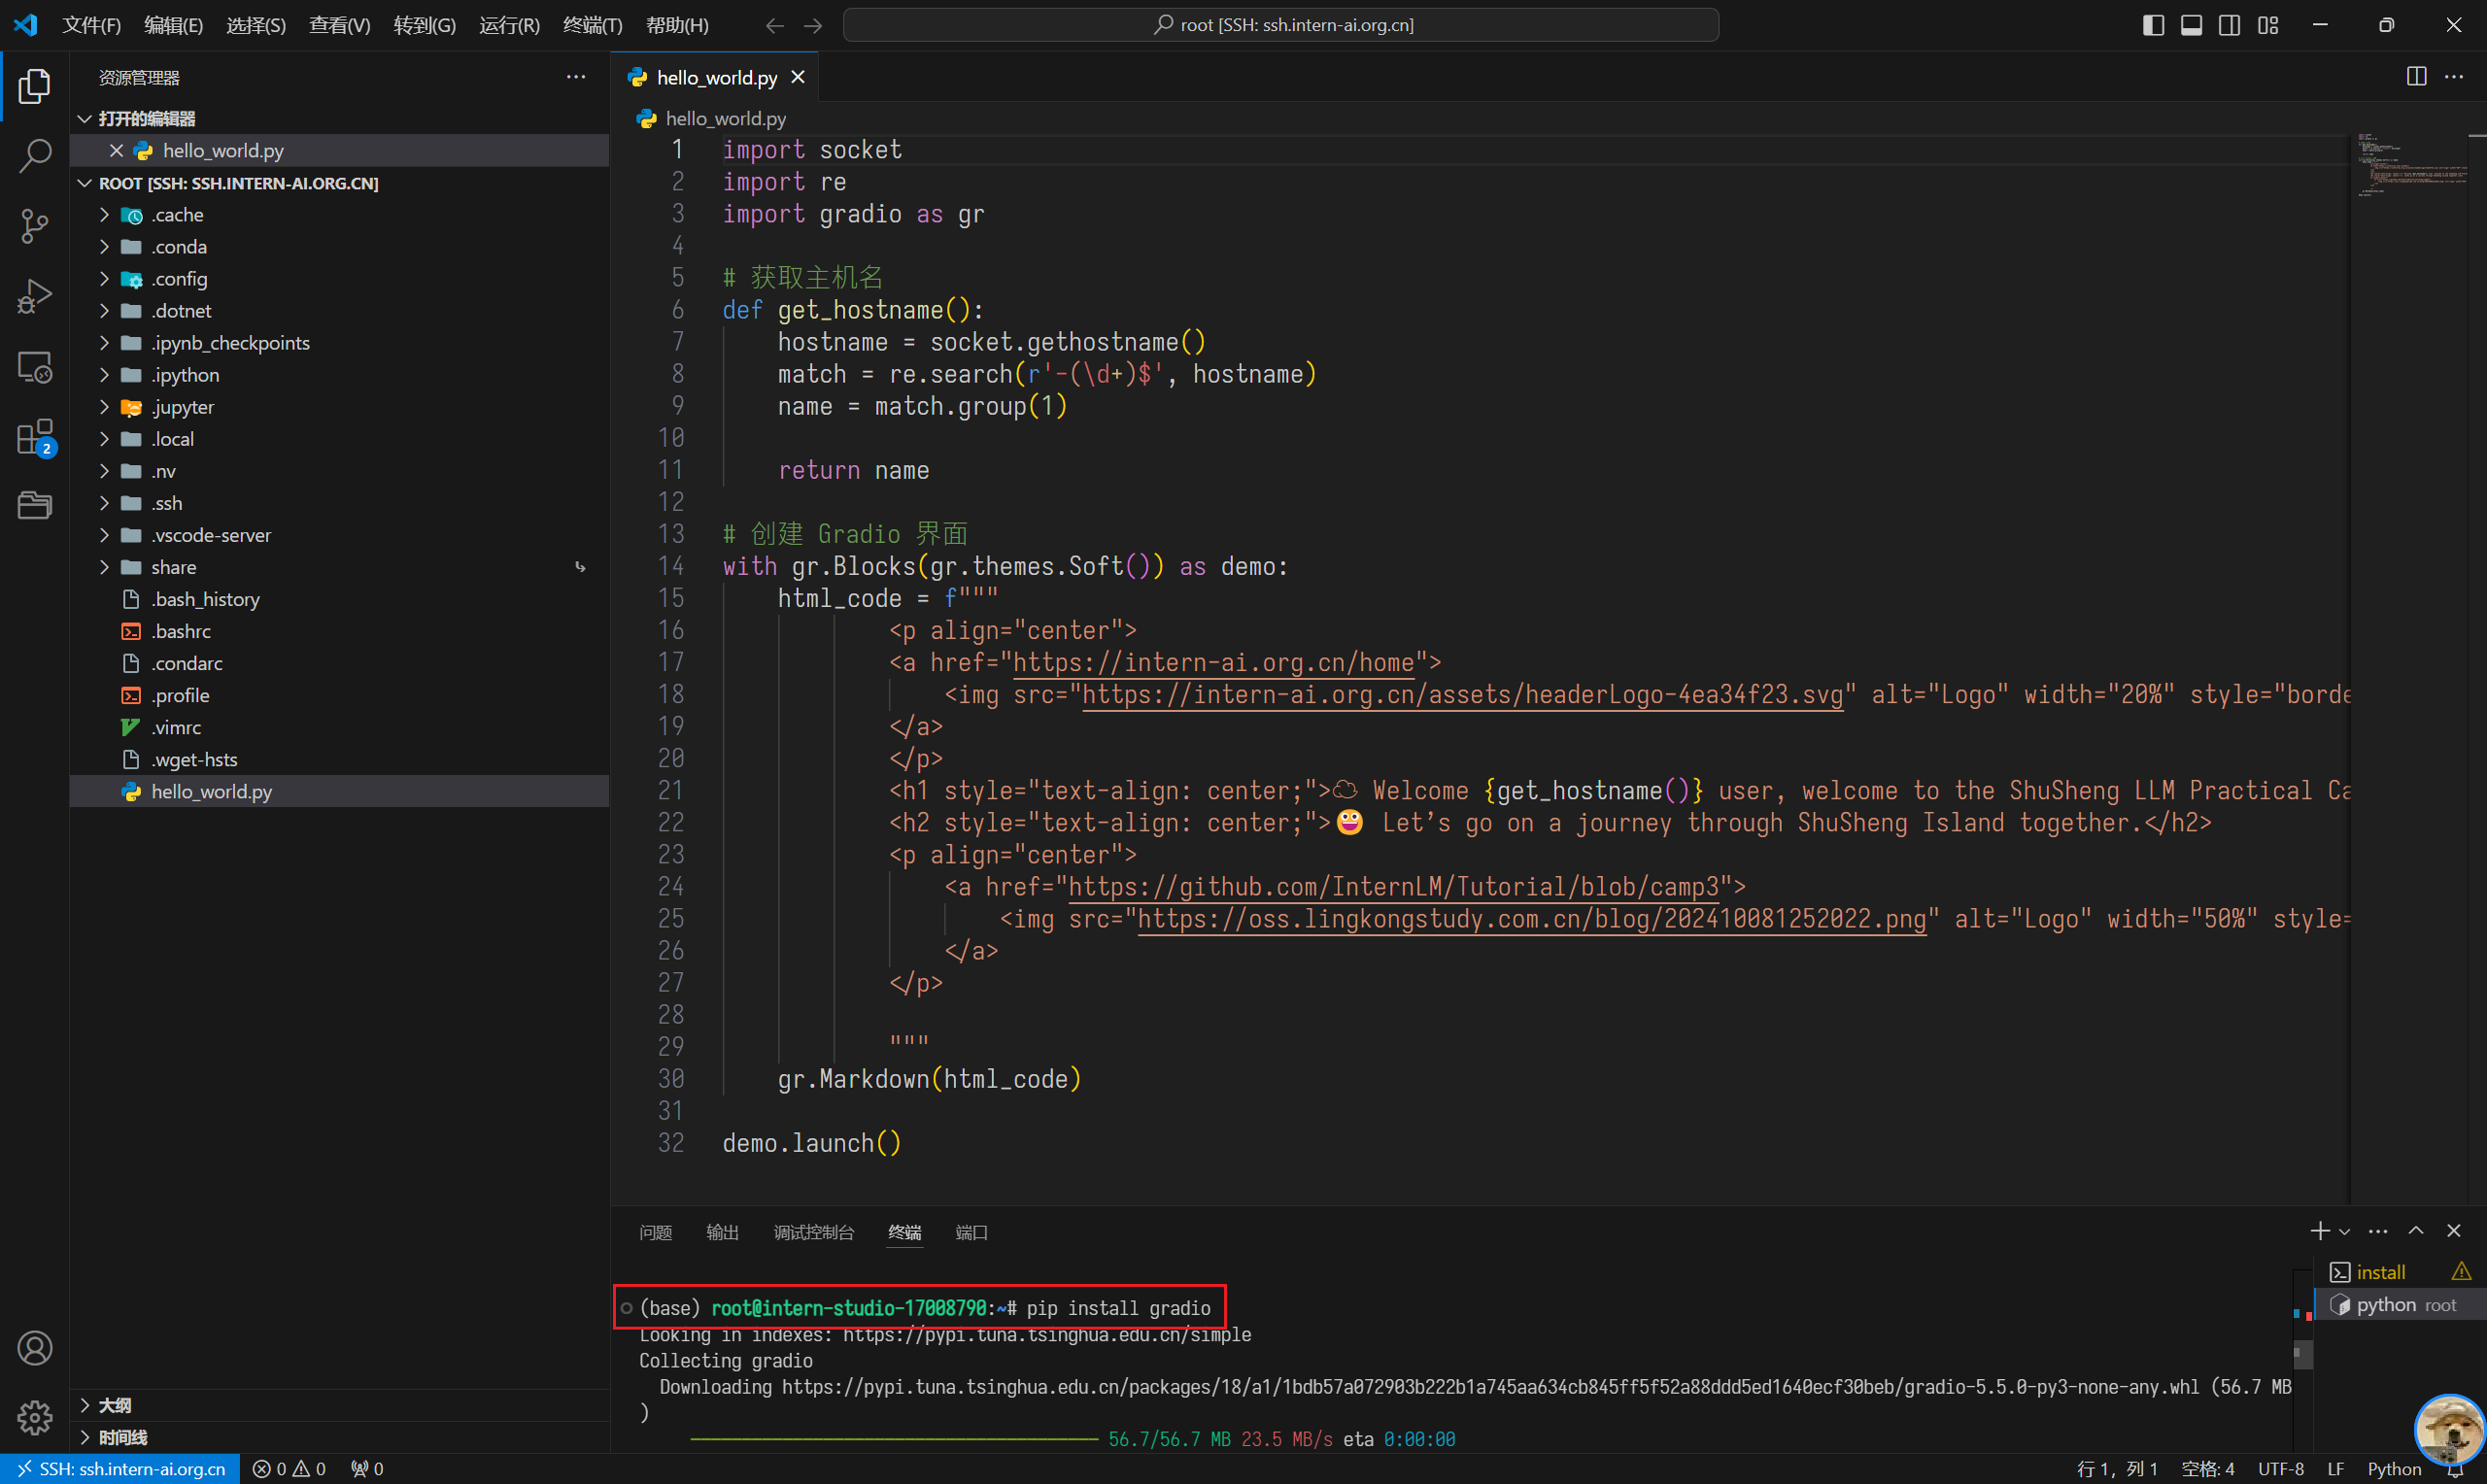 文件(F) 编辑(E) 选择(S) 查看(V) 转到(G) 运行(R) 终端(T) 帮助(H)
root [SSH: ssh.intern-ai.org.cn]
资源管理器
打开的编辑器
hello_world.py
ROOT [SSH: SSH.INTERN-AI.ORG.CN]
.cache
.conda
.config
.dotnet
.ipynb_checkpoints
.ipython
.jupyter
.local
.nv
.ssh
.vscode-server
share
.bash_history
.bashrc
.condarc
.profile
.vimrc
.wget-hsts
hello_world.py
大纲
时间线
2
hello_world.py
hello_world.py
1 import socket
2 import re
3 import gradio as gr
4
5 # 获取主机名
6 def get_hostname():
7 hostname = socket.gethostname()
8 match = re.search(r'-(\d+)$', hostname)
9 name = match.group(1)
10
11 return name
12
13 # 创建 Gradio 界面
14 with gr.Blocks(gr.themes.Soft()) as demo:
15 html_code = f"""
16 <p align="center">
17 <a href="https://intern-ai.org.cn/home">
18 <img src="https://intern-ai.org.cn/assets/headerLogo-4ea34f23.svg" alt="Logo" width="20%" style="borde
19 </a>
20 </p>
21 <h1 style="text-align: center;">☁️ Welcome {get_hostname()} user, welcome to the ShuSheng LLM Practical Ca
22 <h2 style="text-align: center;">😀 Let’s go on a journey through ShuSheng Island together.</h2>
23 <p align="center">
24 <a href="https://github.com/InternLM/Tutorial/blob/camp3">
25 <img src="https://oss.lingkongstudy.com.cn/blog/202410081252022.png" alt="Logo" width="50%" style=
26 </a>
27 </p>
28
29 """
30 gr.Markdown(html_code)
31
32 demo.launch()
问题 输出 调试控制台 终端 端口
(base) root@intern-studio-17008790:~# pip install gradio
Looking in indexes: https://pypi.tuna.tsinghua.edu.cn/simple
Collecting gradio
Downloading https://pypi.tuna.tsinghua.edu.cn/packages/18/a1/1bdb57a072903b222b1a745aa634cb845ff5f52a88ddd5ed1640ecf30beb/gradio-5.5.0-py3-none-any.whl (56.7 MB
)
56.7/56.7 MB 23.5 MB/s eta 0:00:00
install
python root
SSH: ssh.intern-ai.org.cn 0 0 0
行 1，列 1 空格: 4 UTF-8 LF Python